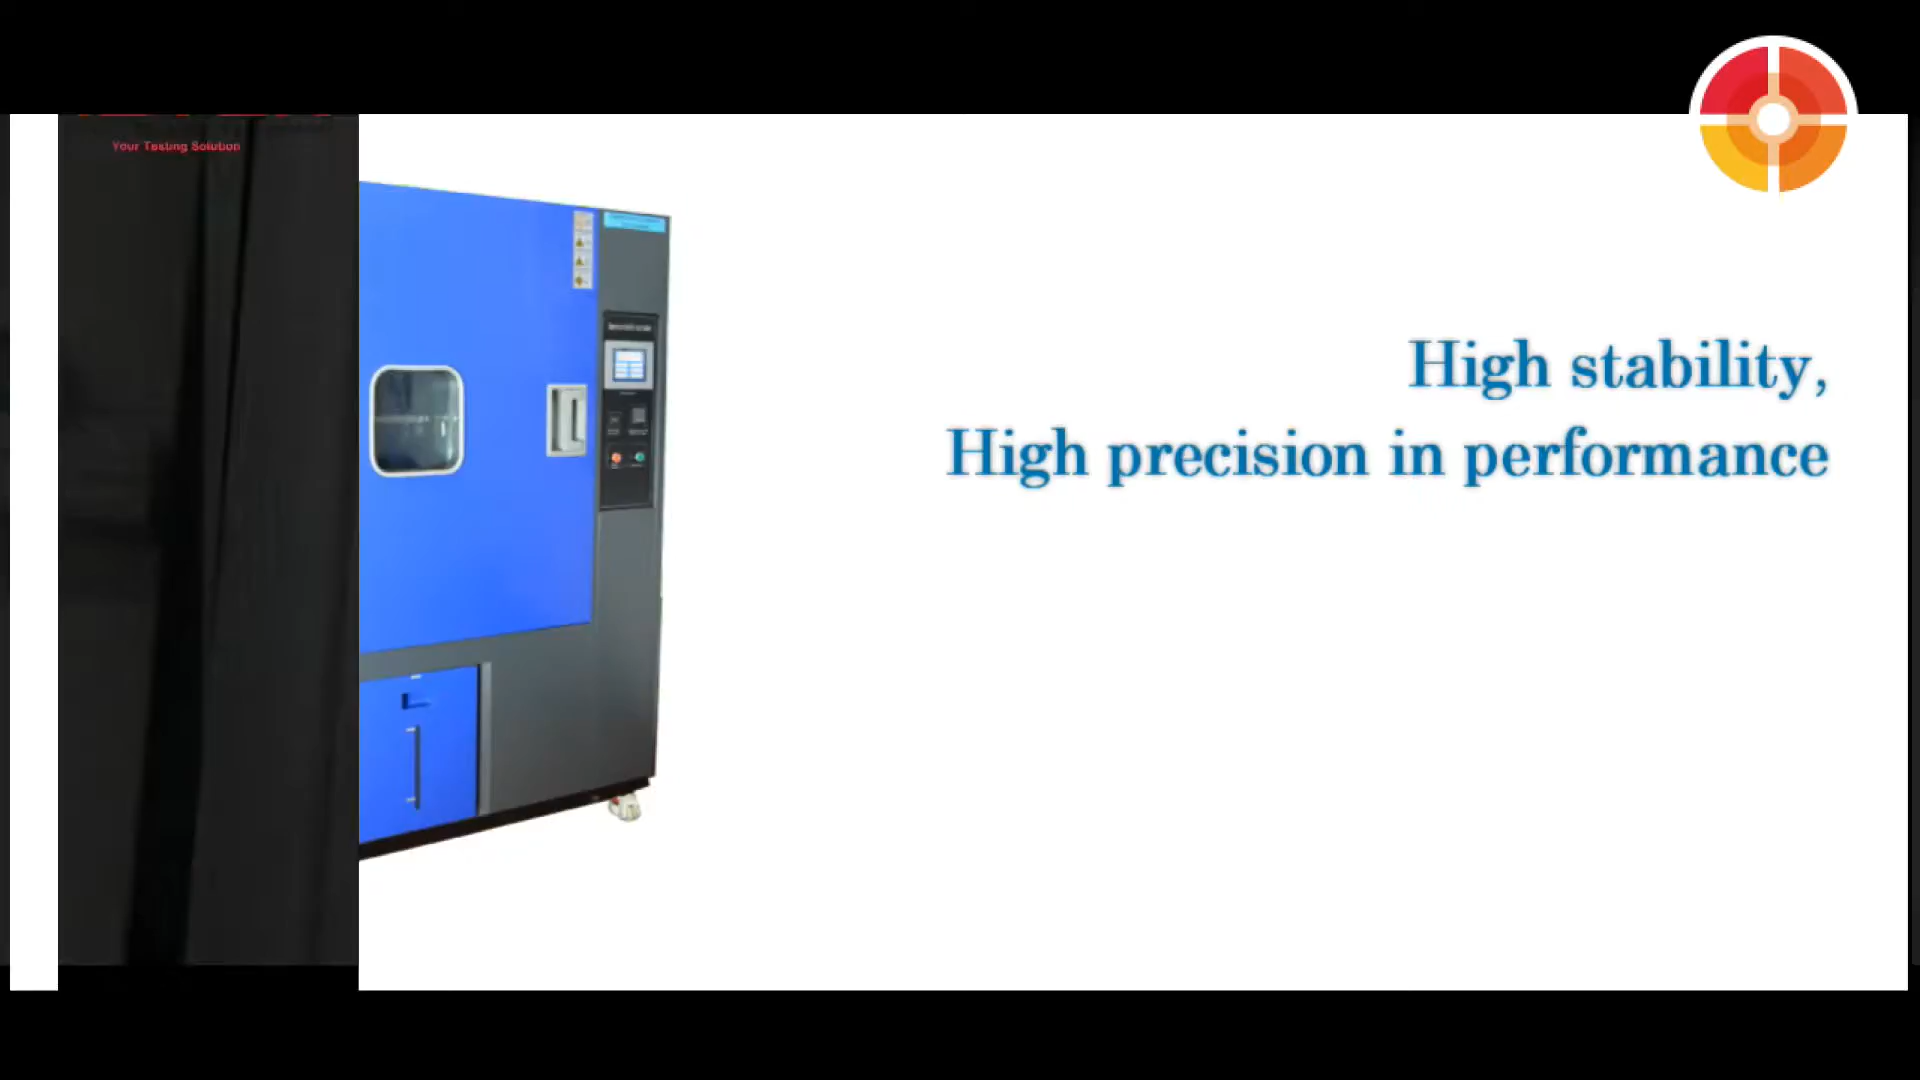 Your Testing Solution
High stability,
High precision in performance